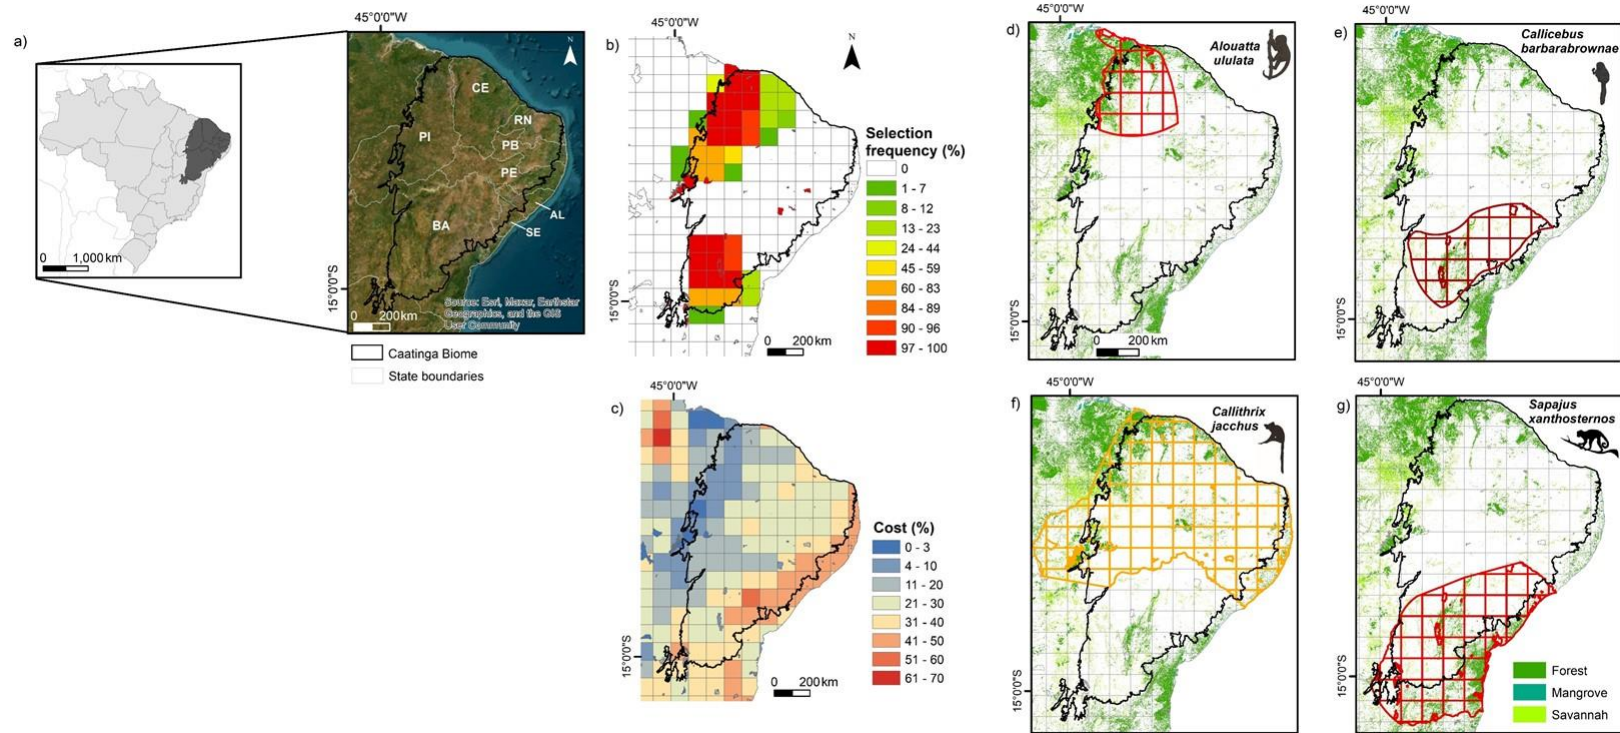 a)
45°0'0"W
N
CE
RN
PI
PB
PE
AL
BA
SE
15°0'0"S
0 1,000 km
0 200 km
Source: Esri, Maxar, Earthstar
Geographics, and the GIS
User Community
Caatinga Biome
State boundaries
b)
45°0'0"W
N
15°0'0"S
0 200 km
Selection
frequency (%)
0
1 - 7
8 - 12
13 - 23
24 - 44
45 - 59
60 - 83
84 - 89
90 - 96
97 - 100
c)
45°0'0"W
15°0'0"S
0 200 km
Cost (%)
0 - 3
4 - 10
11 - 20
21 - 30
31 - 40
41 - 50
51 - 60
61 - 70
d)
45°0'0"W
Alouatta
ululata
15°0'0"S
0 200 km
e)
45°0'0"W
Callicebus
barbarabrownae
15°0'0"S
f)
45°0'0"W
Callithrix
jacchus
15°0'0"S
g)
45°0'0"W
Sapajus
xanthosternos
15°0'0"S
Forest
Mangrove
Savannah